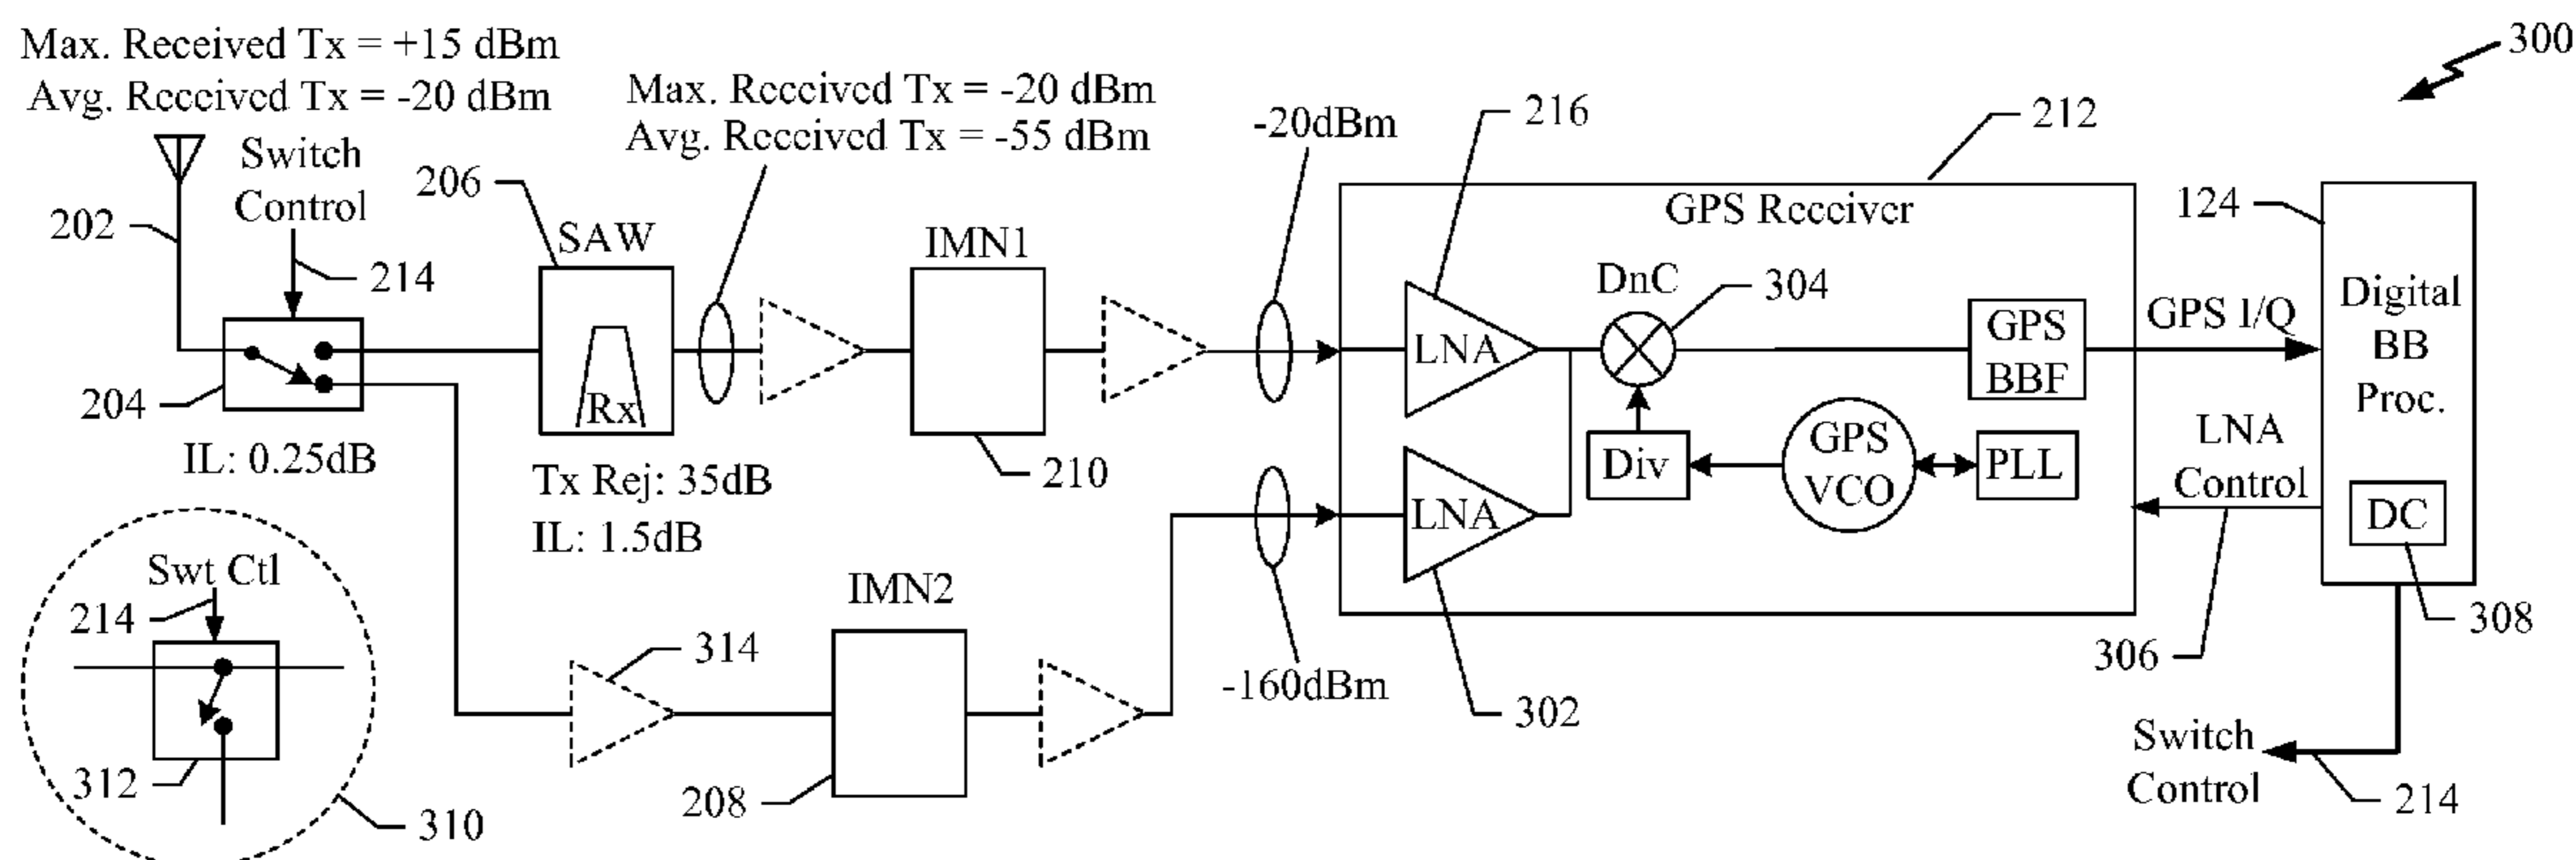 Max. Received Tx = +15 dBm
Avg. Received Tx = -20 dBm
Max. Received Tx = -20 dBm
Avg. Received Tx = -55 dBm
300
Switch
Control
202
214
204
IL: 0.25dB
206
SAW
Rx
Tx Rej: 35dB
IL: 1.5dB
IMN1
210
-20dBm
216
212
GPS Receiver
LNA
DnC
304
GPS
BBF
GPS I/Q
124
Digital
BB
Proc.
LNA
Div
GPS
VCO
PLL
LNA
Control
DC
308
306
302
-160dBm
IMN2
314
208
Swt Ctl
214
312
310
Switch
Control
214